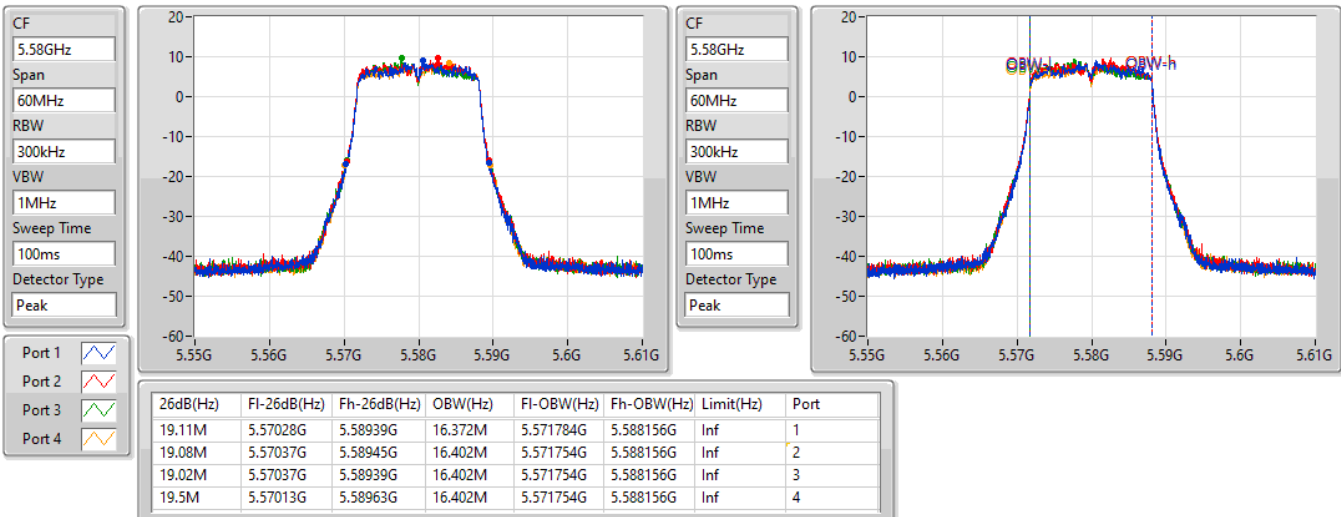 CF
5.58GHz
Span
60MHz
RBW
300kHz
VBW
1MHz
Sweep Time
100ms
Detector Type
Peak
20
10
0
-10
-20
-30
-40
-50
-60
5.55G 5.56G 5.57G 5.58G 5.59G 5.6G 5.61G
CF
5.58GHz
Span
60MHz
RBW
300kHz
VBW
1MHz
Sweep Time
100ms
Detector Type
Peak
20
10
0
-10
-20
-30
-40
-50
-60
OBW-l OBW-h
5.55G 5.56G 5.57G 5.58G 5.59G 5.6G 5.61G
Port 1
Port 2
Port 3
Port 4
26dB(Hz) Fl-26dB(Hz) Fh-26dB(Hz) OBW(Hz) Fl-OBW(Hz) Fh-OBW(Hz) Limit(Hz) Port
19.11M 5.57028G 5.58939G 16.372M 5.571784G 5.588156G Inf 1
19.08M 5.57037G 5.58945G 16.402M 5.571754G 5.588156G Inf 2
19.02M 5.57037G 5.58939G 16.402M 5.571754G 5.588156G Inf 3
19.5M 5.57013G 5.58963G 16.402M 5.571754G 5.588156G Inf 4